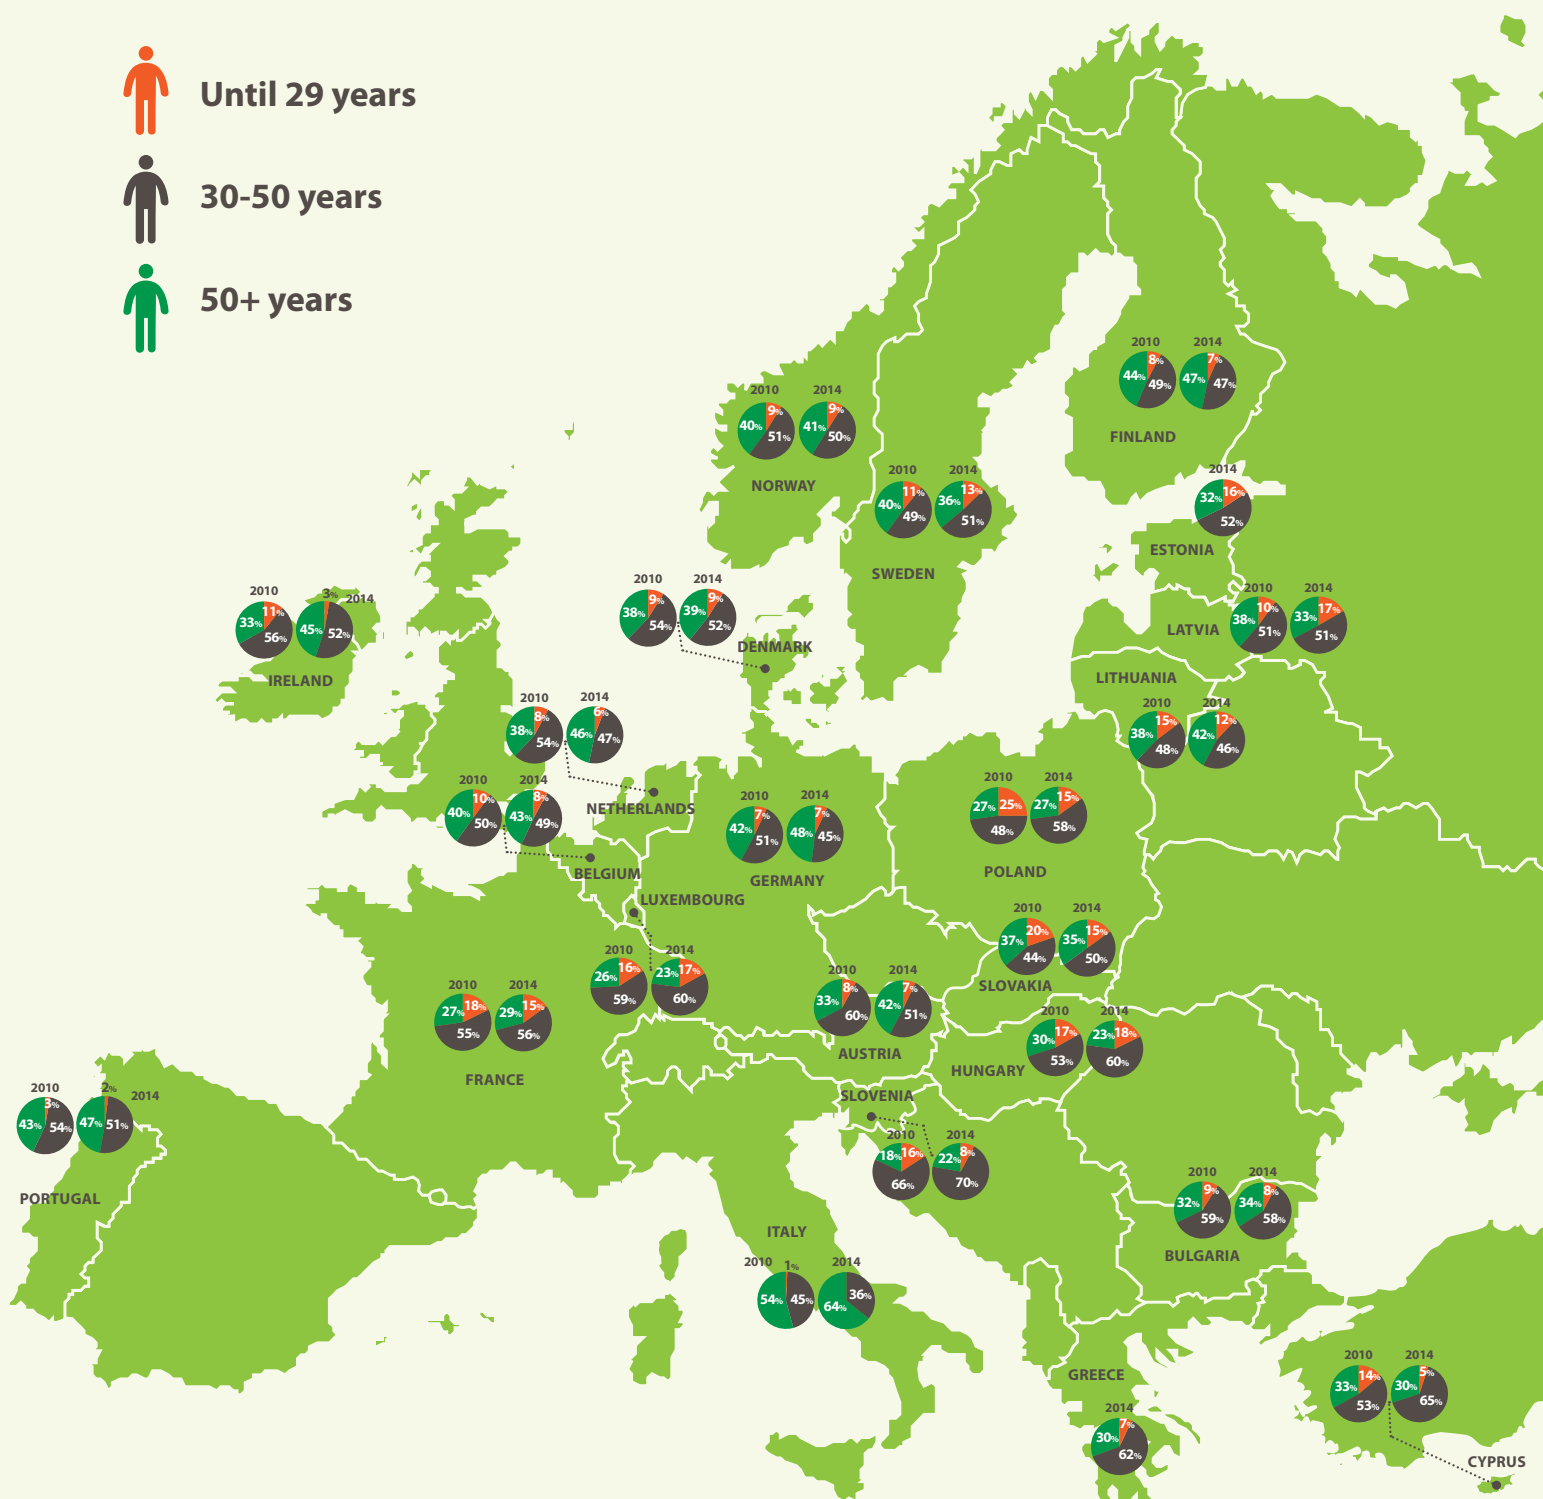 Until 29 years
30-50 years
50+ years
2010 2014
8% 7%
44% 49% 47% 47%
FINLAND
2010 2014
9% 9%
40% 51% 41% 50%
NORWAY
2010 2014
11% 13%
40% 49% 36% 51%
SWEDEN
2014
32% 16%
52%
ESTONIA
2010 2014
10% 17%
38% 51% 33% 51%
LATVIA
2010 3% 2014
11%
33% 56% 45% 52%
IRELAND
2010 2014
9% 9%
38% 54% 39% 52%
DENMARK
LITHUANIA
2010 2014
15% 12%
38% 48% 42% 46%
2010 2014
8% 6%
38% 54% 46% 47%
NETHERLANDS
2010 2014
10% 8%
40% 50% 43% 49%
BELGIUM
2010 2014
7% 7%
42% 51% 48% 45%
GERMANY
2010 2014
27% 25% 27% 15%
48% 58%
POLAND
LUXEMBOURG
2010 2014
26% 16% 23% 17%
59% 60%
2010 2014
37% 20% 35% 15%
44% 50%
SLOVAKIA
2010 2014
27% 18% 29% 15%
55% 56%
FRANCE
2010 2014
8% 7%
33% 60% 42% 51%
AUSTRIA
2010 2014
30% 17% 23% 18%
53% 60%
HUNGARY
SLOVENIA
2010 2014
18% 16% 22% 8%
66% 70%
2010 2% 2014
3%
43% 54% 47% 51%
PORTUGAL
2010 2014
9% 8%
32% 59% 34% 58%
BULGARIA
ITALY
2010 1% 2014
54% 45% 64% 36%
GREECE
2014
7%
30% 62%
2010 2014
14% 5%
33% 53% 30% 65%
CYPRUS